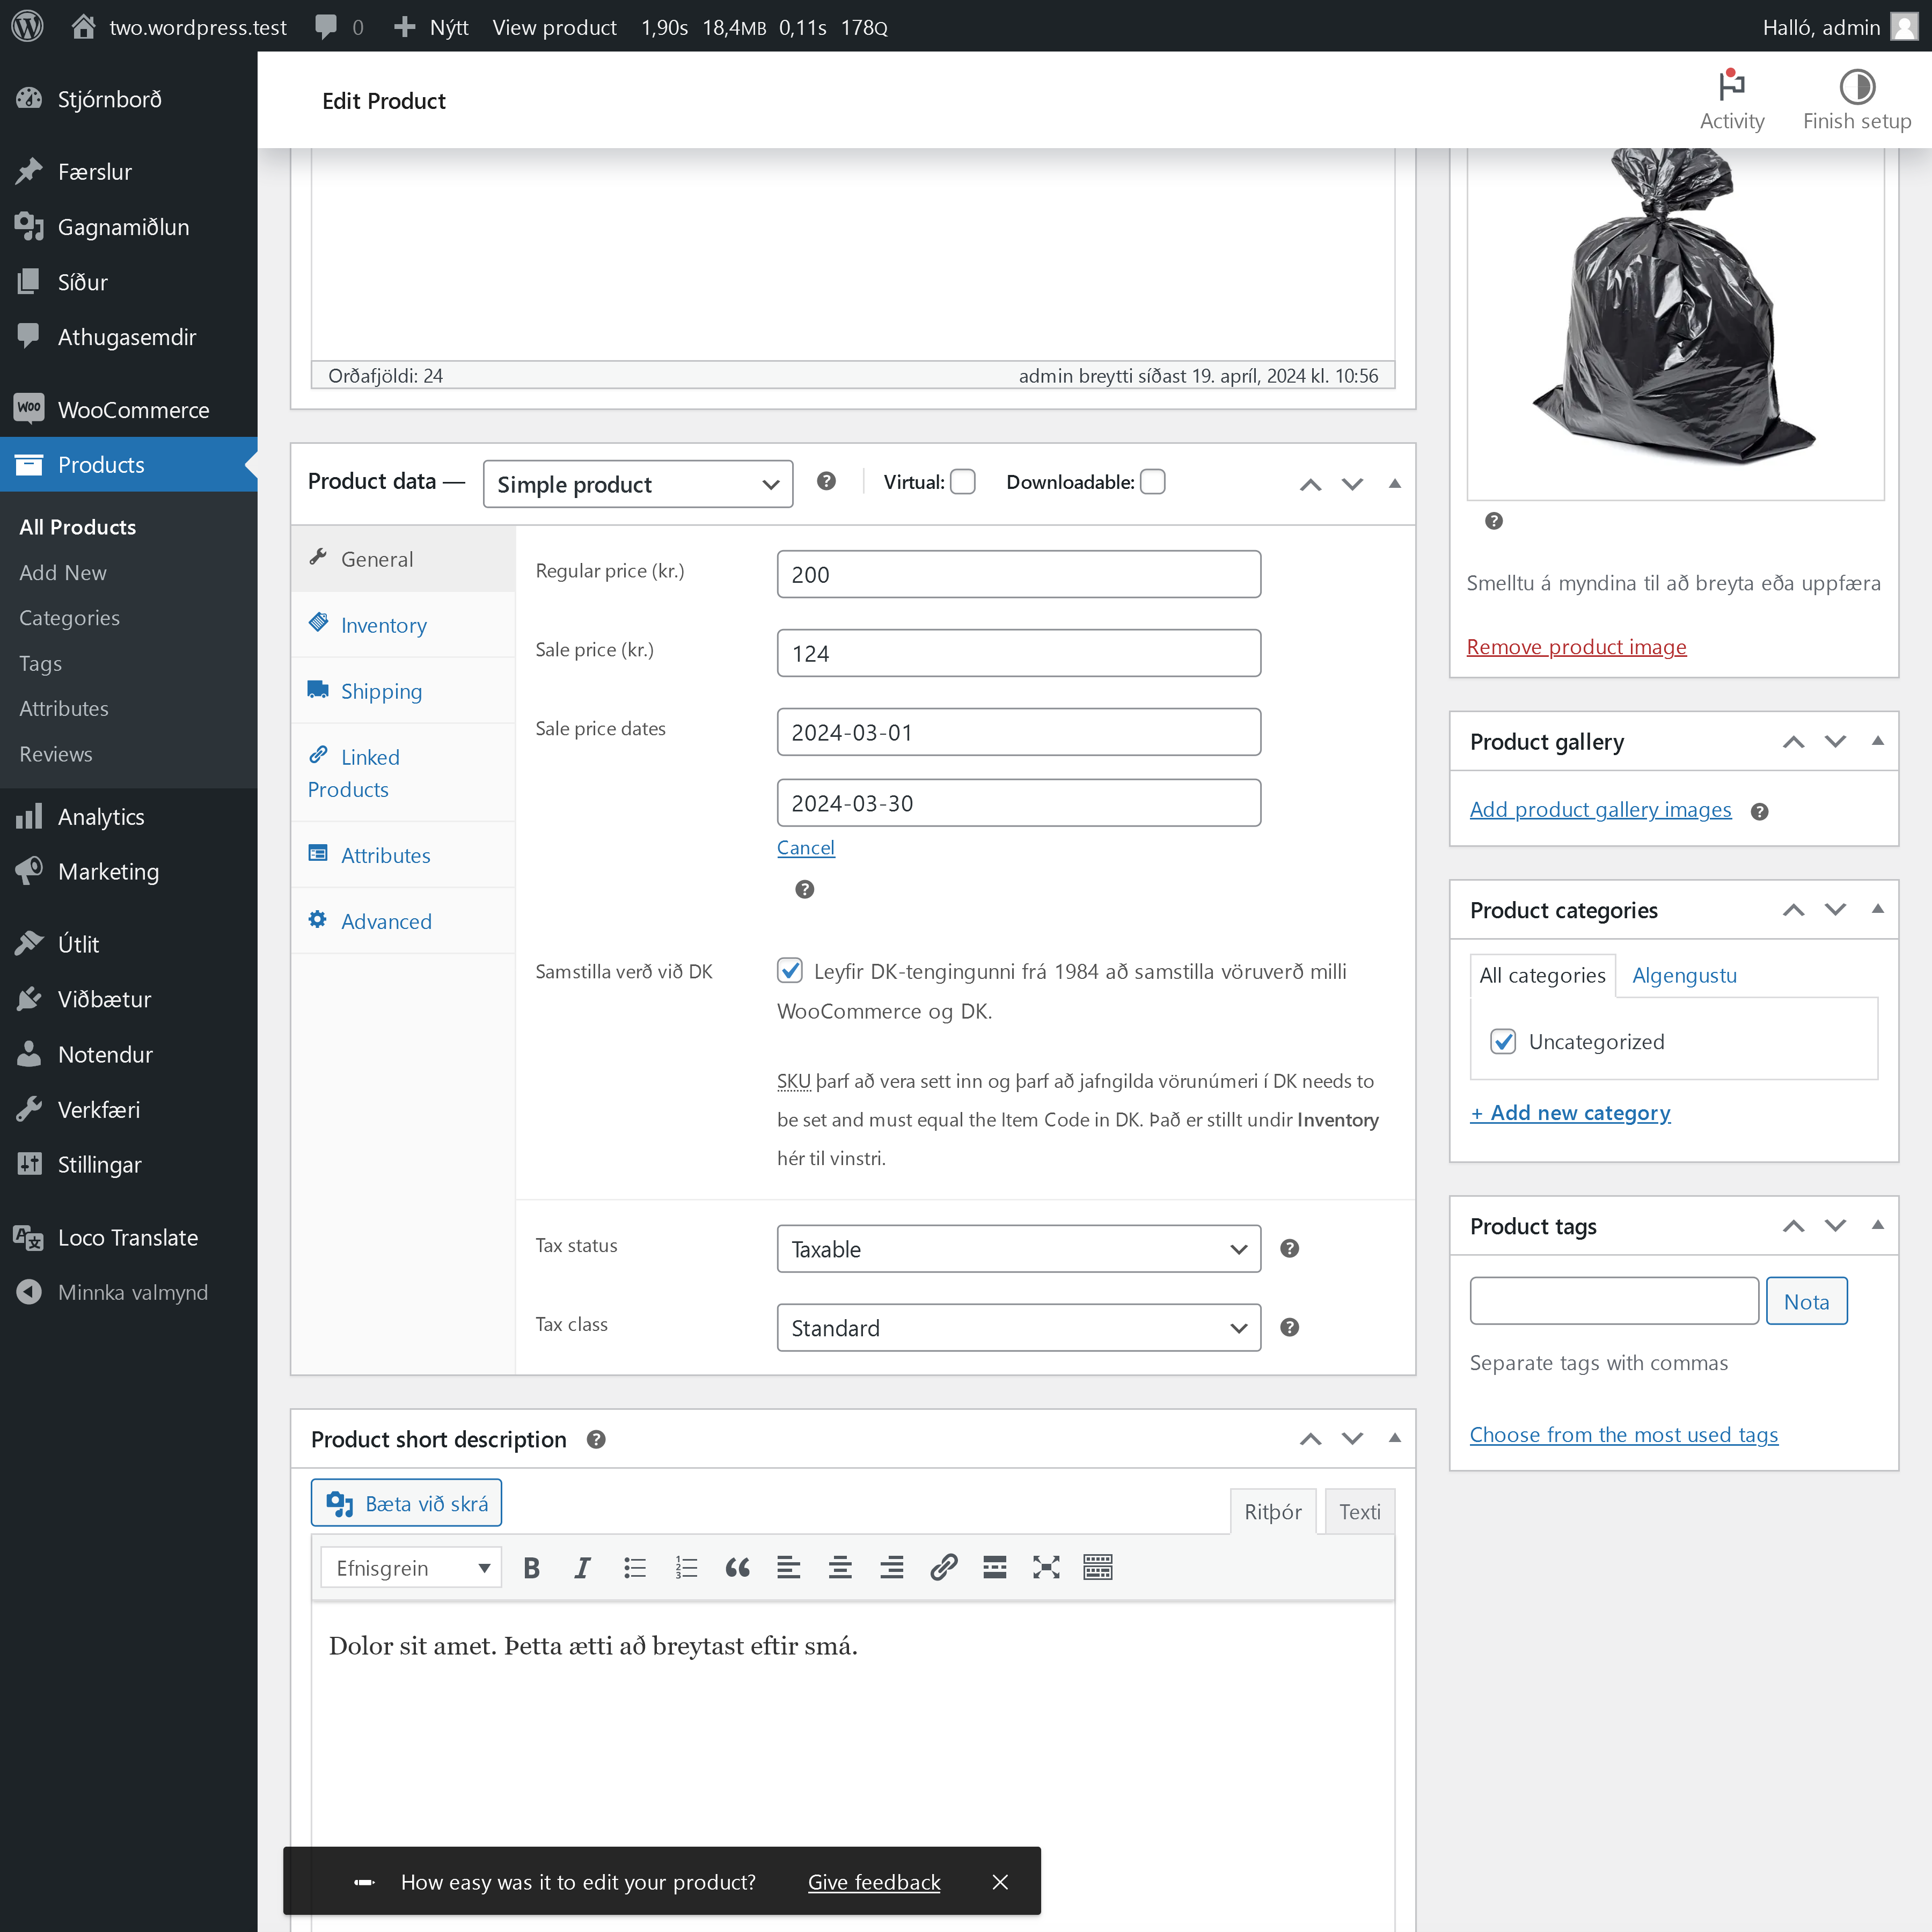 two.wordpress.test 0 Nýtt View product 1,90s 18,4MB 0,11s 178Q Halló, admin
Stjórnborð
Færslur
Gagnamiðlun
Síður
Athugasemdir
Woo WooCommerce
Products
All Products
Add New
Categories
Tags
Attributes
Reviews
Analytics
Marketing
Útlit
Viðbætur
Notendur
Verkfæri
Stillingar
Loco Translate
Minnka valmynd
Edit Product
Activity
Finish setup
Orðafjöldi: 24 admin breytti síðast 19. apríl, 2024 kl. 10:56
Product data — Simple product Virtual: Downloadable:
General
Inventory
Shipping
Linked
Products
Attributes
Advanced
Regular price (kr.) 200
Sale price (kr.) 124
Sale price dates 2024-03-01
2024-03-30
Cancel
Samstilla verð við DK Leyfir DK-tengingunni frá 1984 að samstilla vöruverð milli
WooCommerce og DK.
SKU þarf að vera sett inn og þarf að jafngilda vörunúmeri í DK needs to
be set and must equal the Item Code in DK. Það er stillt undir Inventory
hér til vinstri.
Tax status Taxable
Tax class Standard
Product short description
Bæta við skrá
Ritþór Texti
Efnisgrein
Dolor sit amet. Þetta ætti að breytast eftir smá.
How easy was it to edit your product? Give feedback
Smelltu á myndina til að breyta eða uppfæra
Remove product image
Product gallery
Add product gallery images
Product categories
All categories Algengustu
Uncategorized
+ Add new category
Product tags
Nota
Separate tags with commas
Choose from the most used tags